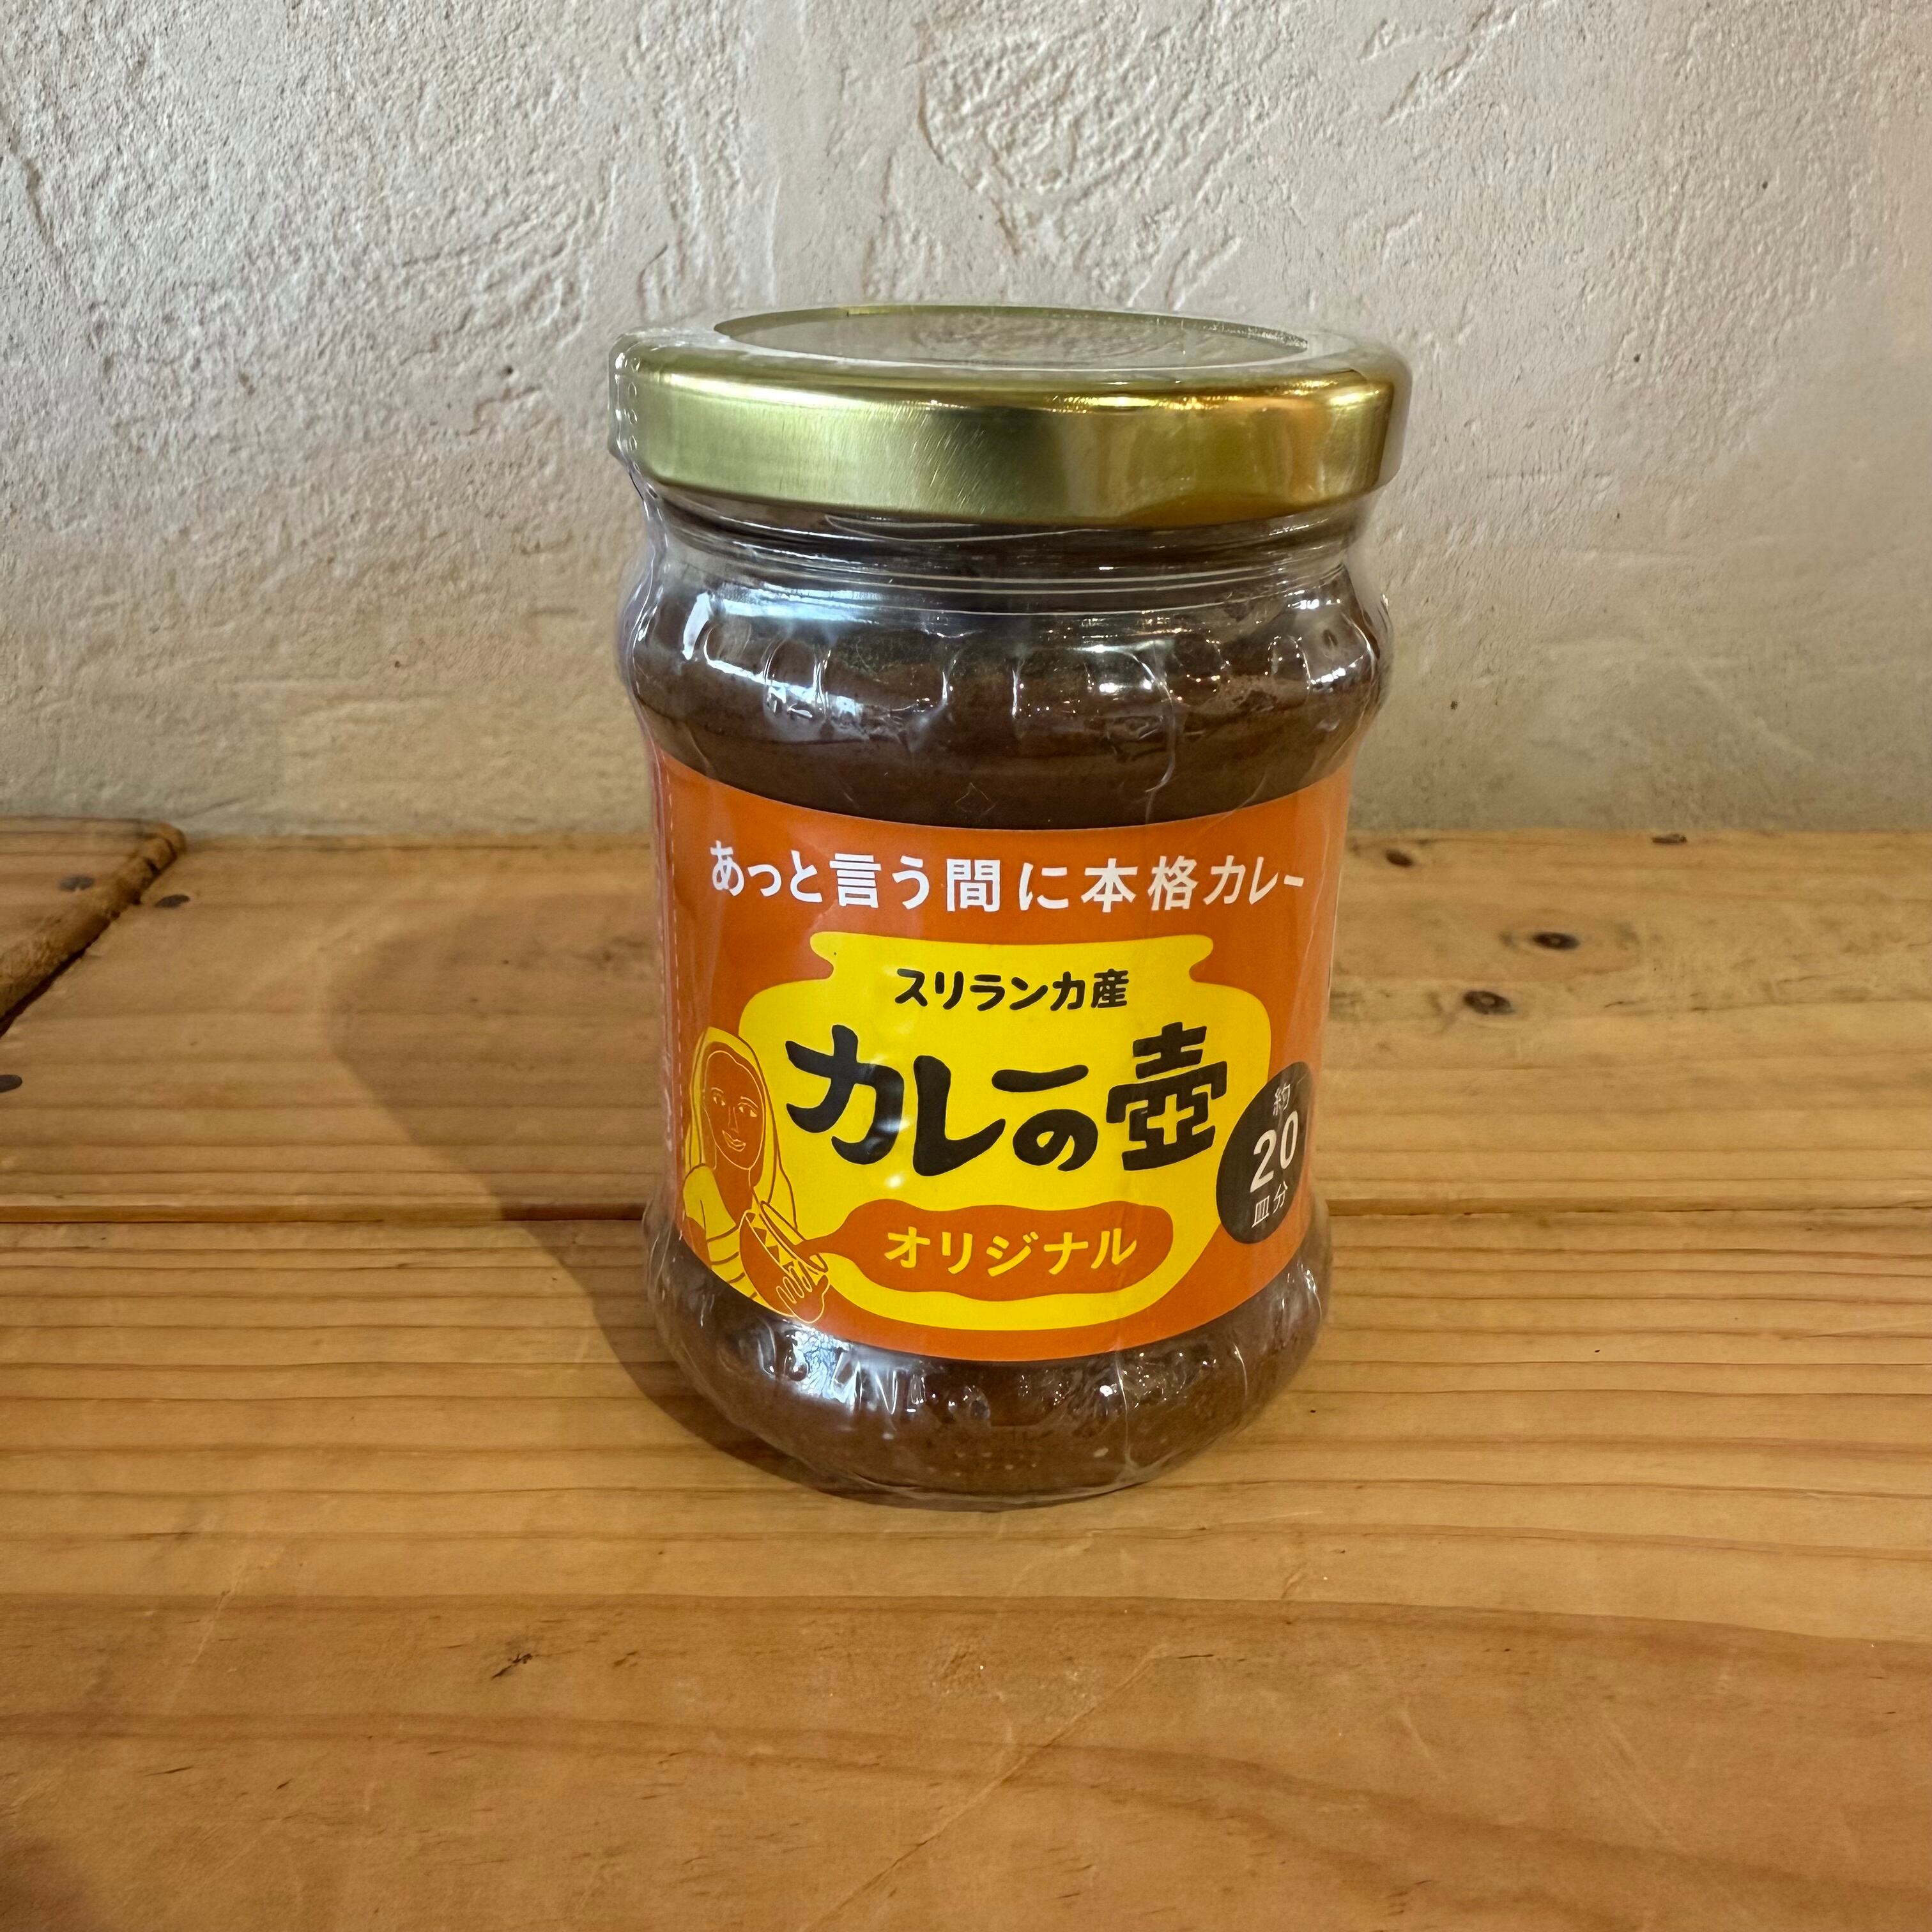 あっと言う間に本格カレー
スリランカ産
カレーの壺
約
20
皿分
オリジナル